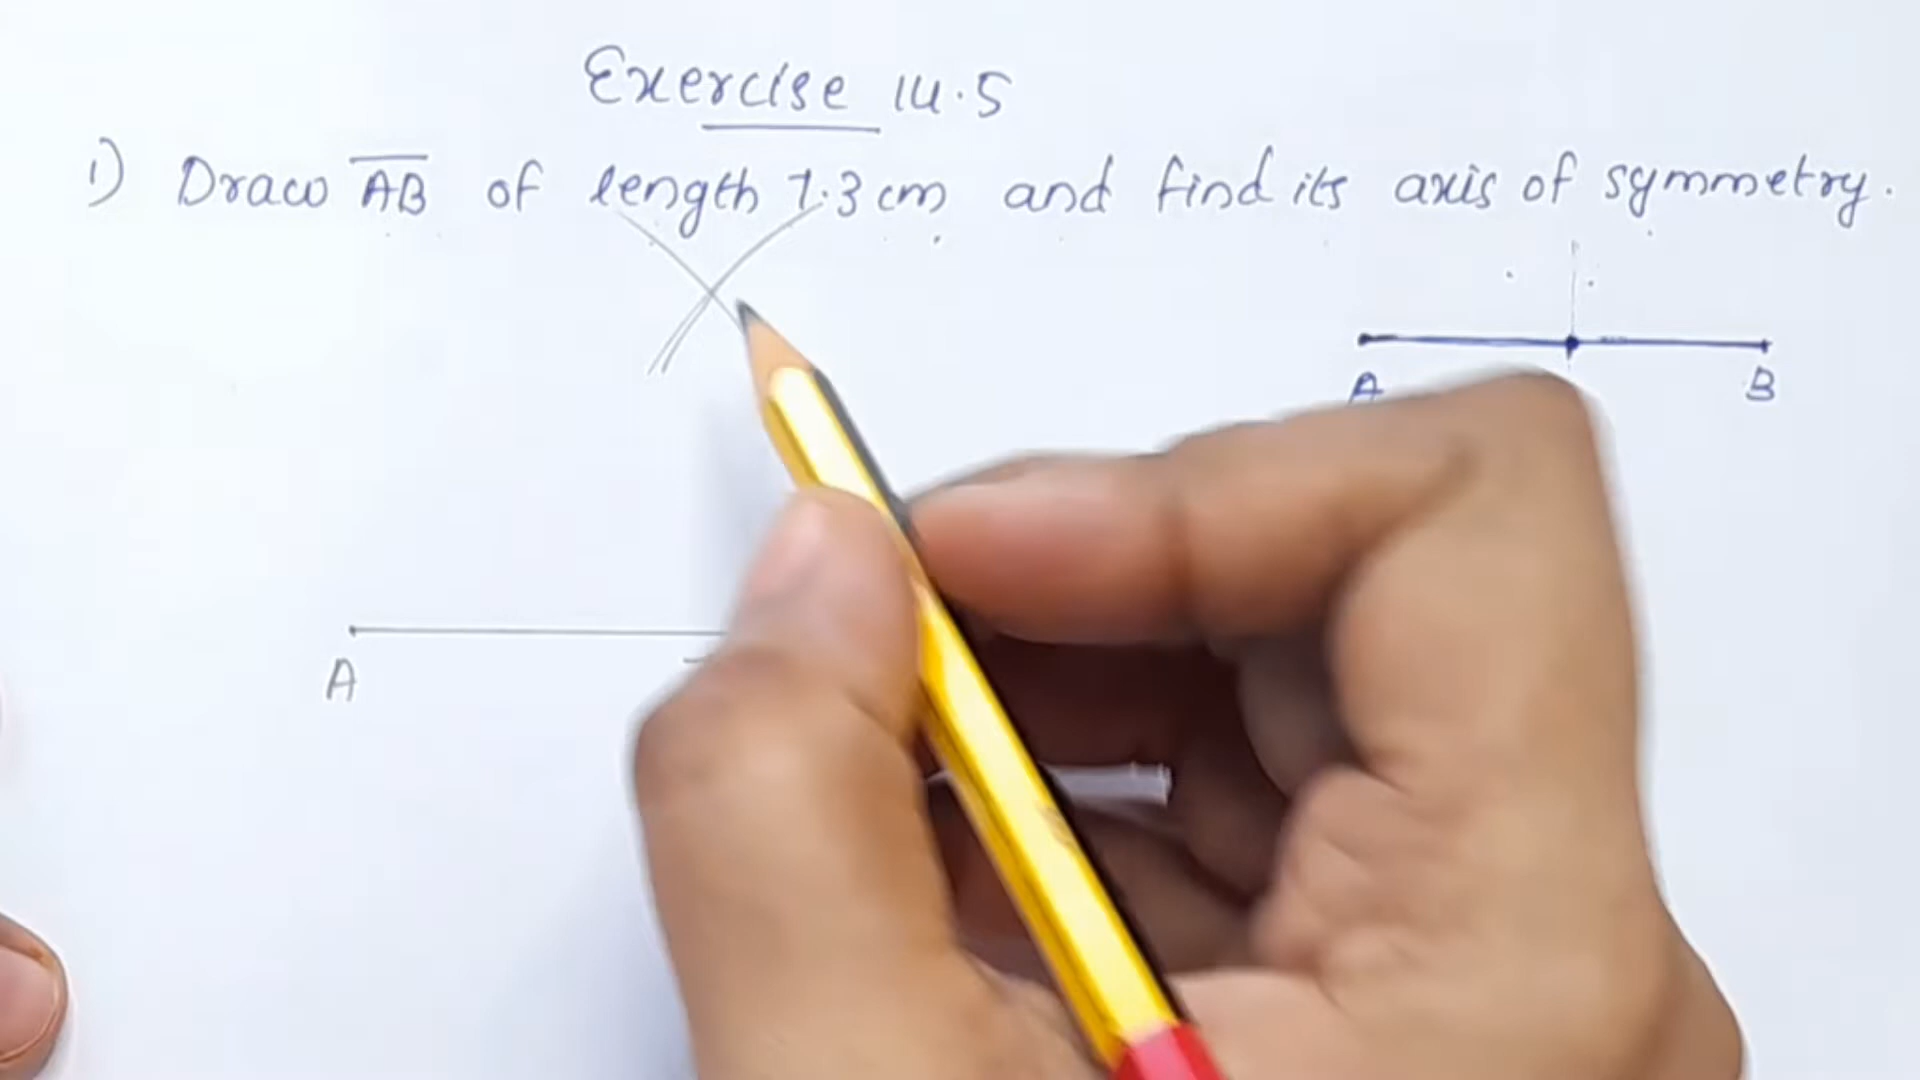 Exercise 14.5
1) Draw AB of length 7.3 cm and find its axis of symmetry.
A B
A